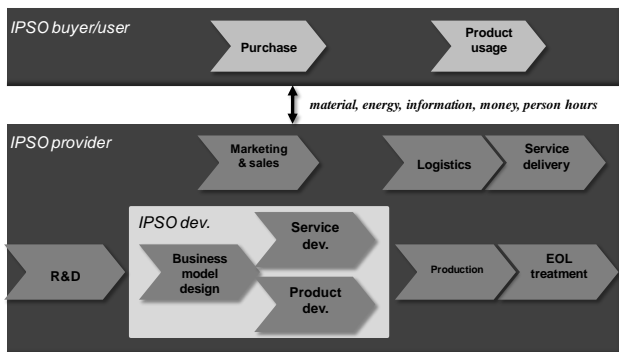 IPSO buyer/user
Purchase
Product
usage
material, energy, information, money, person hours
IPSO provider
Marketing
& sales
Logistics
Service
delivery
IPSO dev.
R&D
Business
model
design
Service
dev.
Product
dev.
Production
EOL
treatment